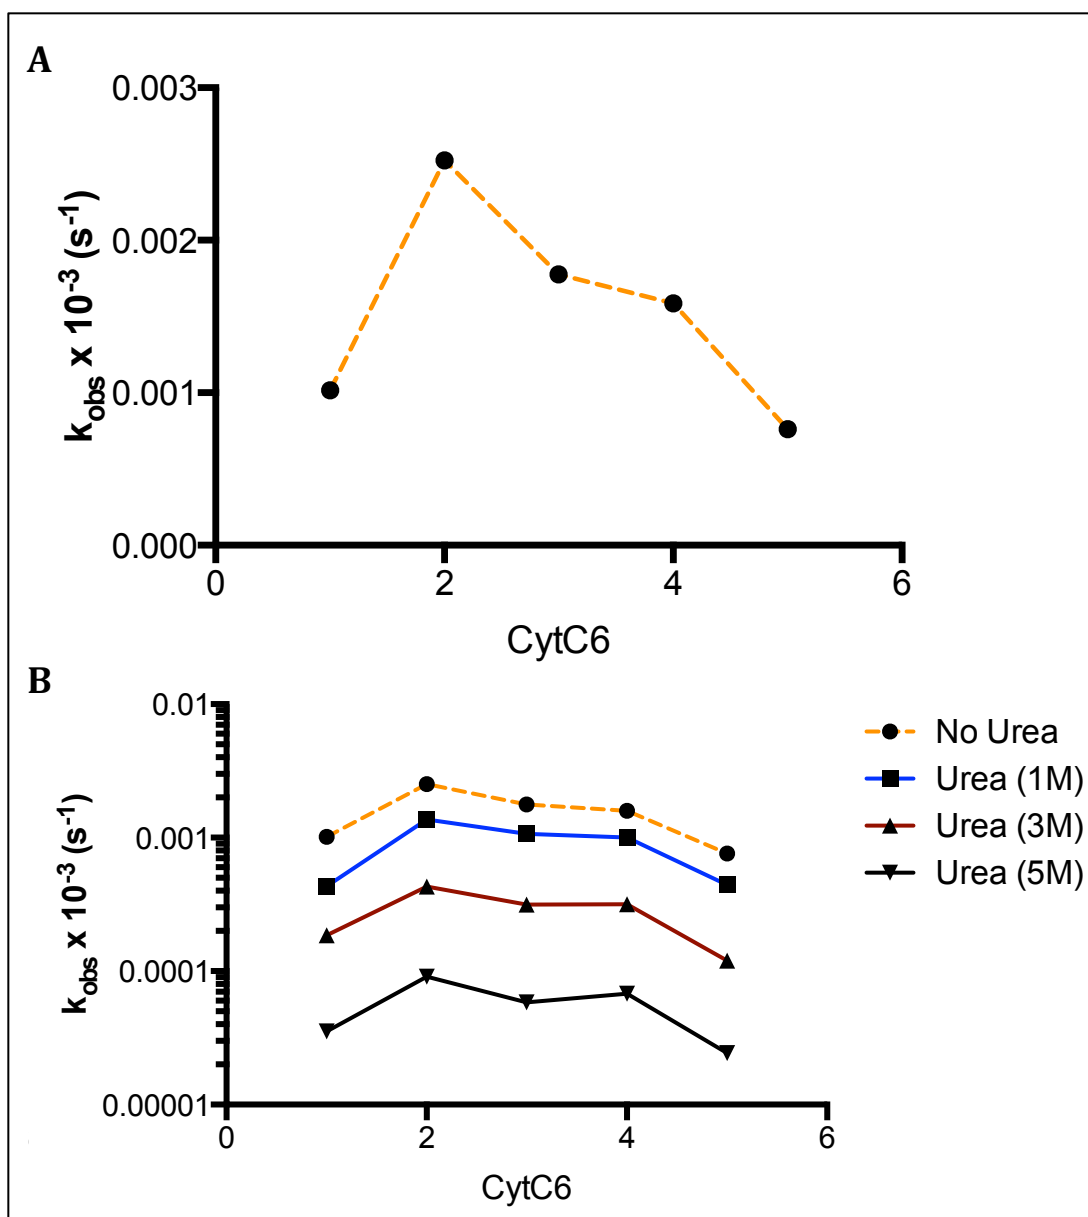 A
0.003
0.002
0.001
0.000
k_obs x 10^-3 (s^-1)
0 2 4 6
CytC6
B
0.01
0.001
0.0001
0.00001
k_obs x 10^-3 (s^-1)
0 2 4 6
CytC6
No Urea
Urea (1M)
Urea (3M)
Urea (5M)